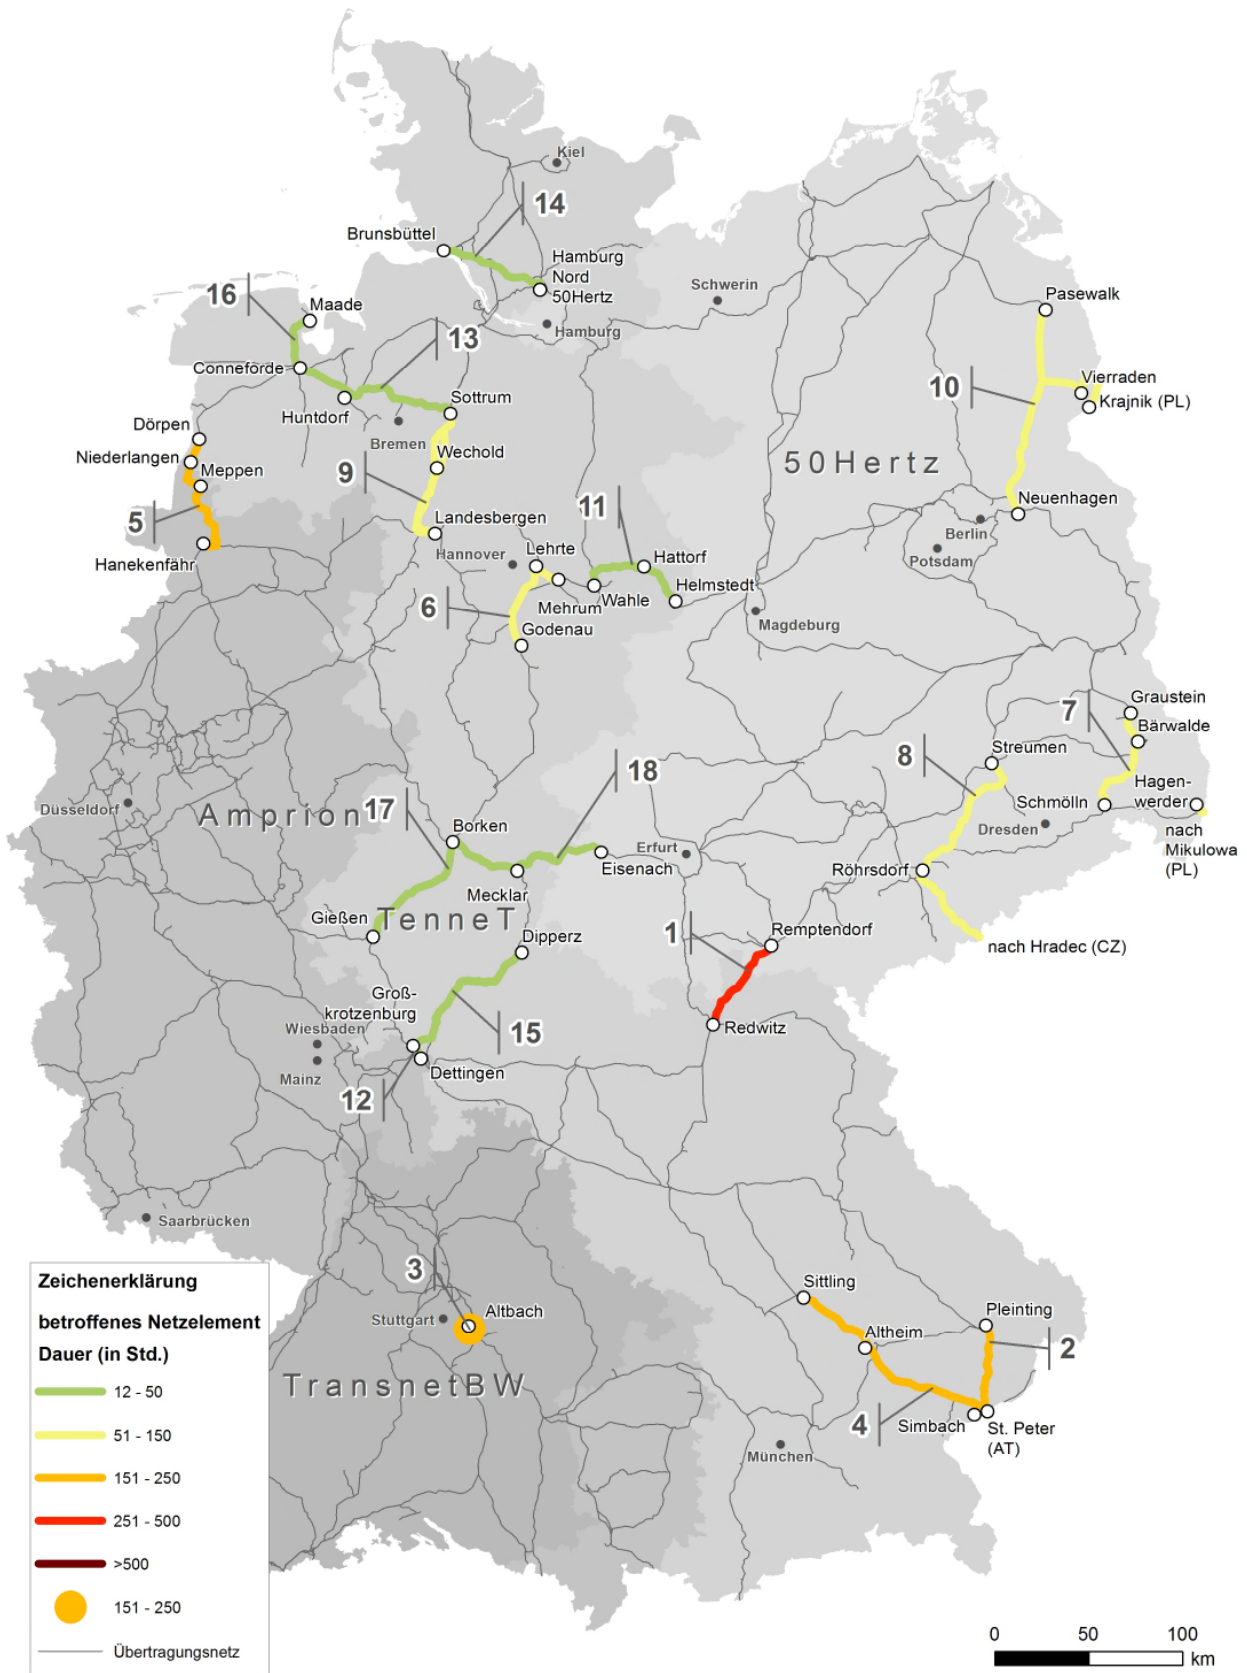 Kiel
14
Brunsbüttel
Hamburg
Nord
50Hertz
Schwerin
16
Maade
Hamburg
Pasewalk
13
Conneforde
Vierraden
10
Krajnik (PL)
Sottrum
Huntdorf
Dörpen
Bremen
Niederlangen
Wechold
50Hertz
Meppen
9
Neuenhagen
11
5
Landesbergen
Berlin
Hannover
Lehrte
Hattorf
Potsdam
Hanekenfähr
Helmstedt
6
Mehrum
Wahle
Magdeburg
Godenau
Graustein
7
Bärwalde
Streumen
8
18
Hagen-
werder
Schmölln
17
Düsseldorf
Amprion
Borken
Dresden
nach
Mikulowa
(PL)
Erfurt
Eisenach
Röhrsdorf
Mecklar
Gießen
TenneT
1
Remptendorf
Dipperz
nach Hradec (CZ)
Groß-
krotzenburg
Wiesbaden
15
Redwitz
Mainz
Dettingen
12
Saarbrücken
3
Sittling
Pleinting
Stuttgart
Altbach
Altheim
2
TransnetBW
4
Simbach
St. Peter
(AT)
München
Zeichenerklärung
betroffenes Netzelement
Dauer (in Std.)
12 - 50
51 - 150
151 - 250
251 - 500
>500
151 - 250
Übertragungsnetz
0 50 100
km